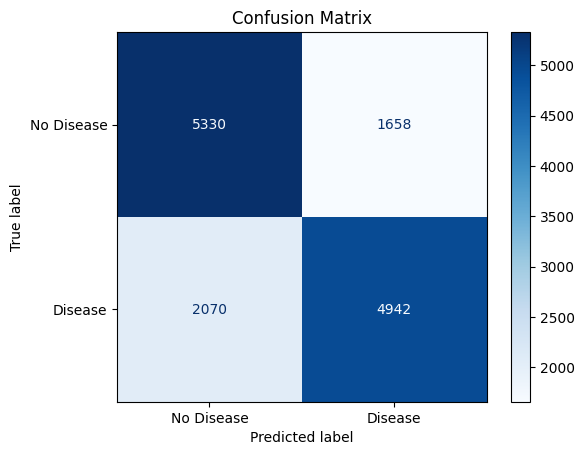 Confusion Matrix
True label
No Disease
Disease
5330
1658
2070
4942
No Disease
Disease
Predicted label
5000
4500
4000
3500
3000
2500
2000